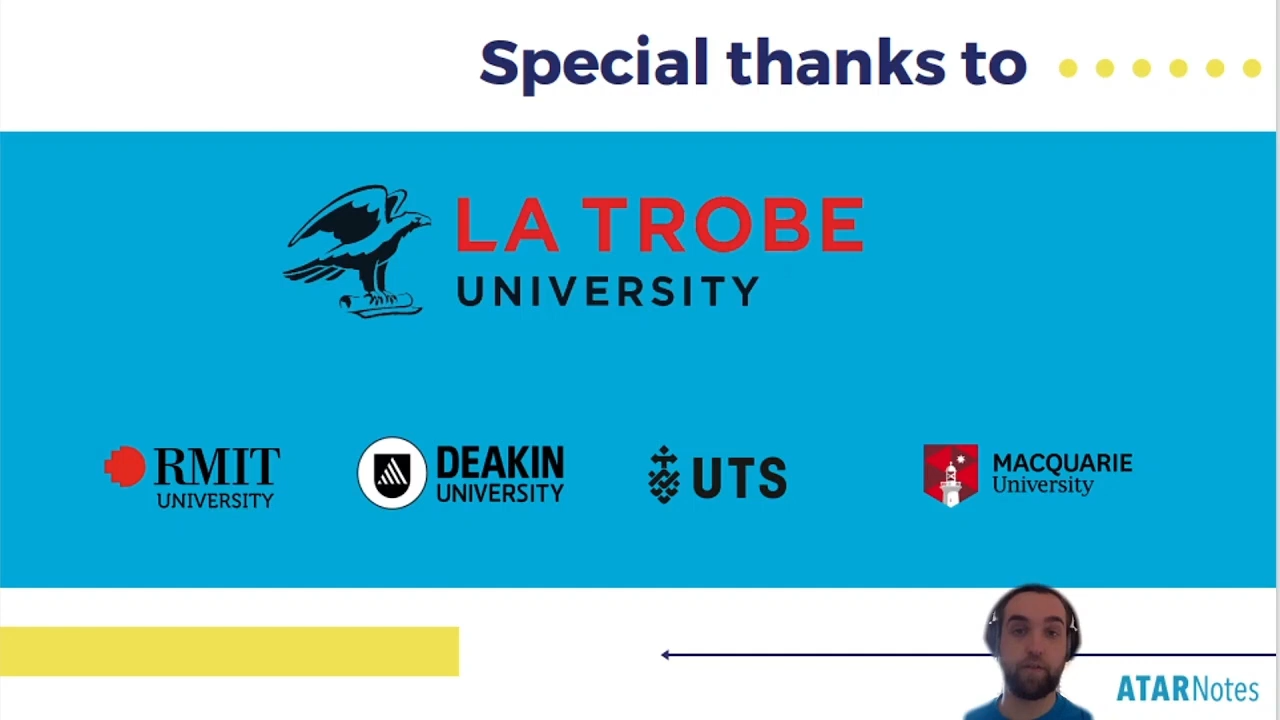 Special thanks to
LA TROBE
UNIVERSITY
RMIT
UNIVERSITY
DEAKIN
UNIVERSITY
UTS
MACQUARIE
University
ATARNotes